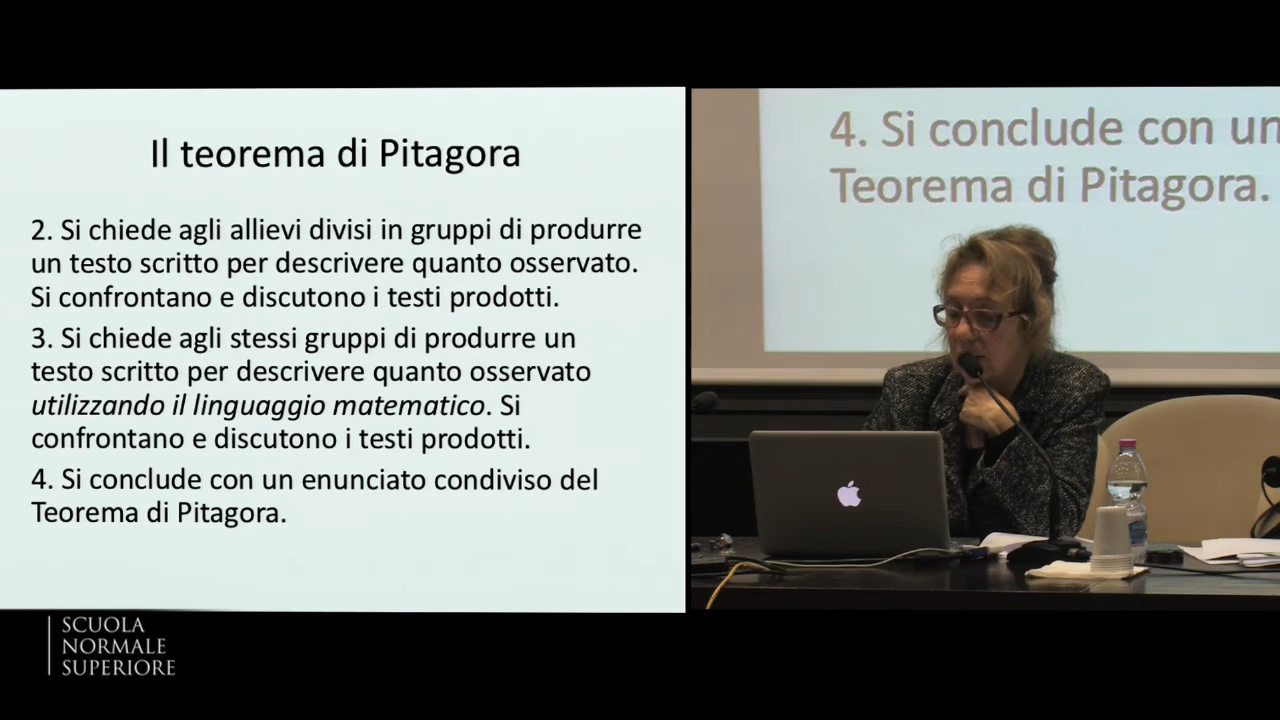 Il teorema di Pitagora
2. Si chiede agli allievi divisi in gruppi di produrre
un testo scritto per descrivere quanto osservato.
Si confrontano e discutono i testi prodotti.
3. Si chiede agli stessi gruppi di produrre un
testo scritto per descrivere quanto osservato
utilizzando il linguaggio matematico. Si
confrontano e discutono i testi prodotti.
4. Si conclude con un enunciato condiviso del
Teorema di Pitagora.
4. Si conclude con un
Teorema di Pitagora.
SCUOLA
NORMALE
SUPERIORE